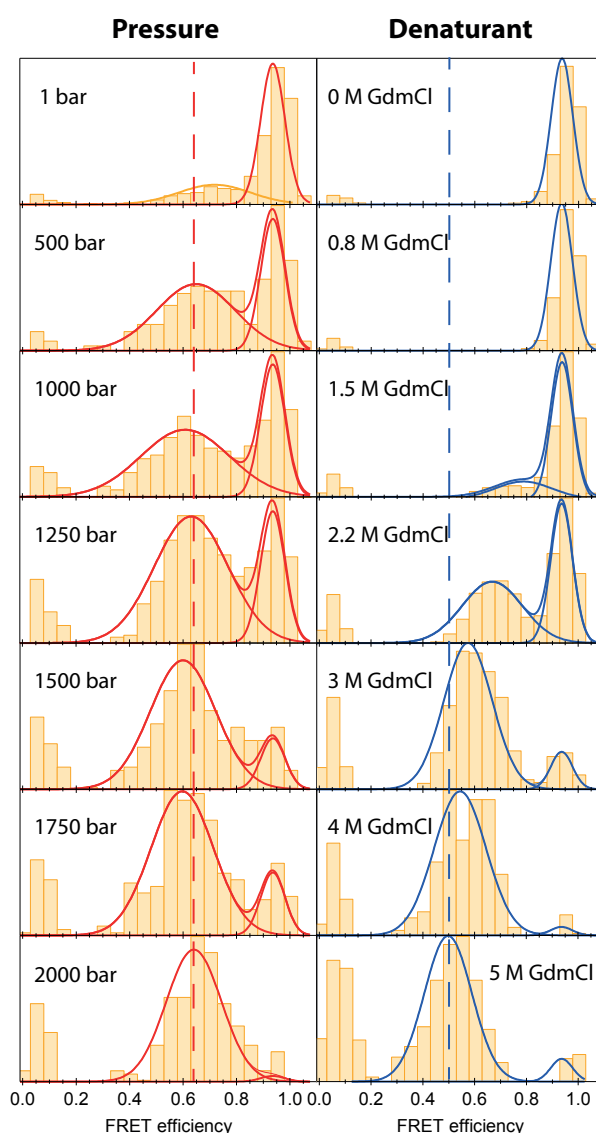 Pressure Denaturant
1 bar 0 M GdmCl
500 bar 0.8 M GdmCl
1000 bar 1.5 M GdmCl
1250 bar 2.2 M GdmCl
1500 bar 3 M GdmCl
1750 bar 4 M GdmCl
2000 bar 5 M GdmCl
0.0 0.2 0.4 0.6 0.8 1.0 0.0 0.2 0.4 0.6 0.8 1.0
FRET efficiency FRET efficiency